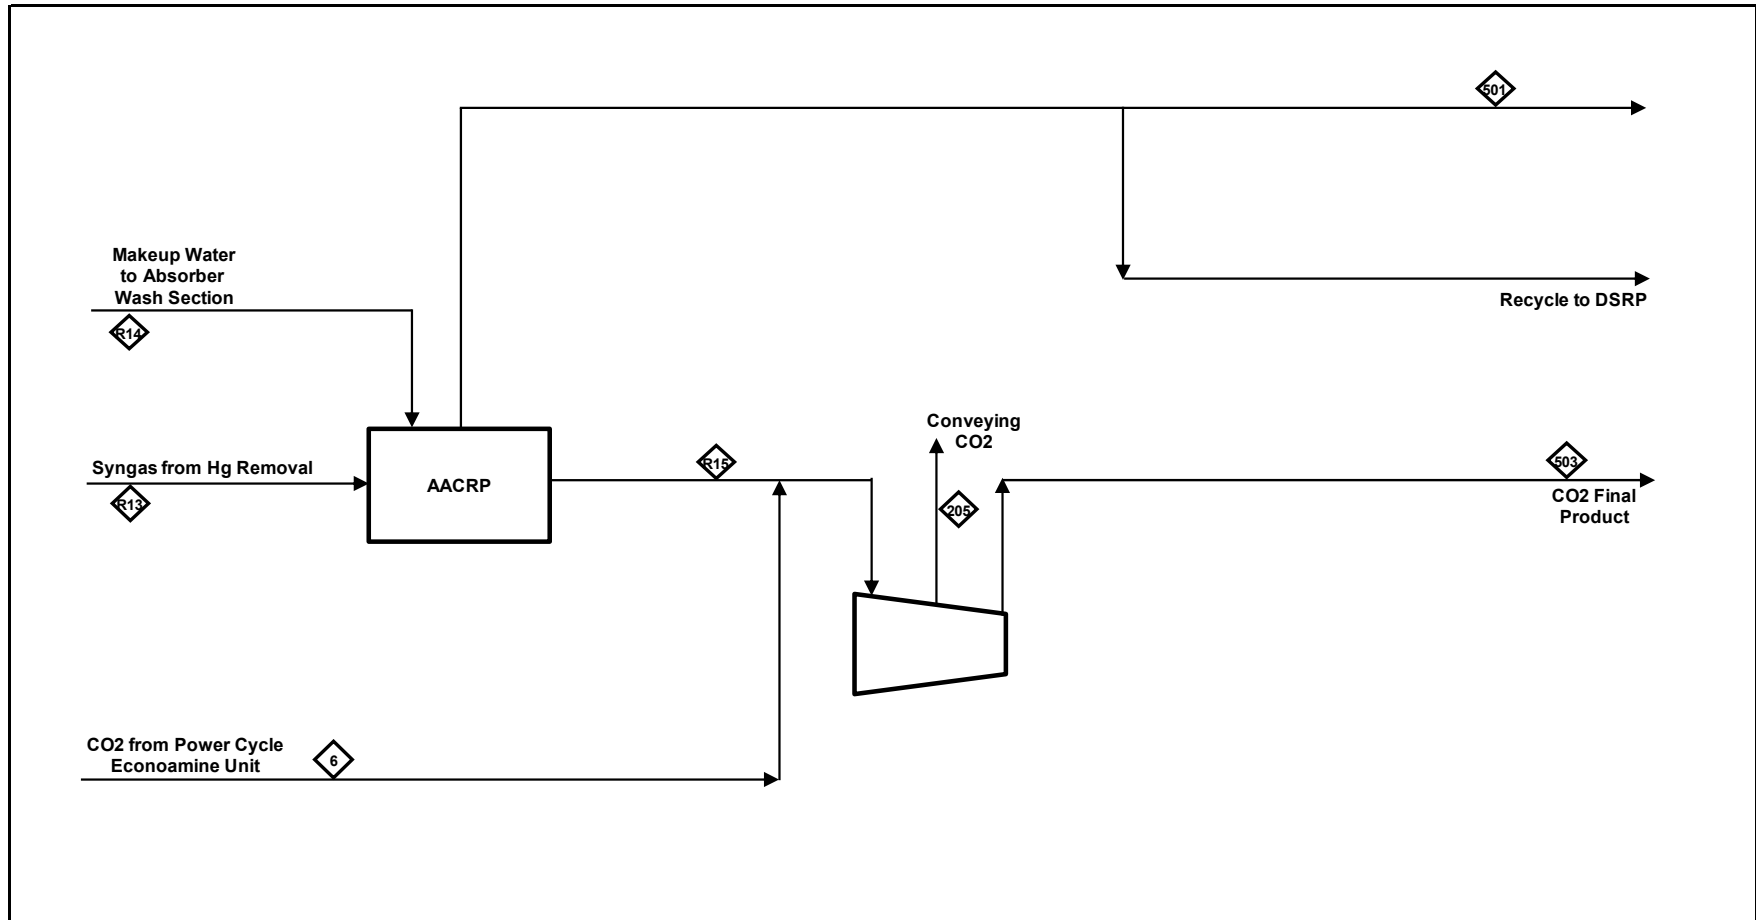 501
Makeup Water
to Absorber
Wash Section
R14
Recycle to DSRP
Syngas from Hg Removal
R13
AACRP
R15
Conveying
CO2
205
503
CO2 Final
Product
CO2 from Power Cycle
Econoamine Unit
6